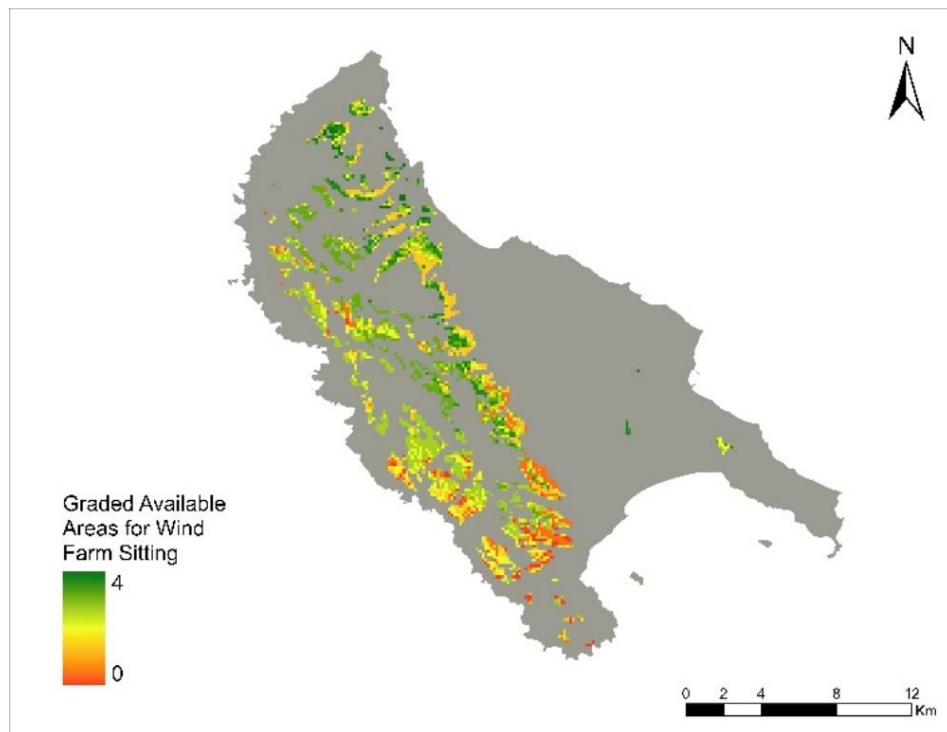 N
Graded Available
Areas for Wind
Farm Sitting
4
0
0 2 4 8 12
Km